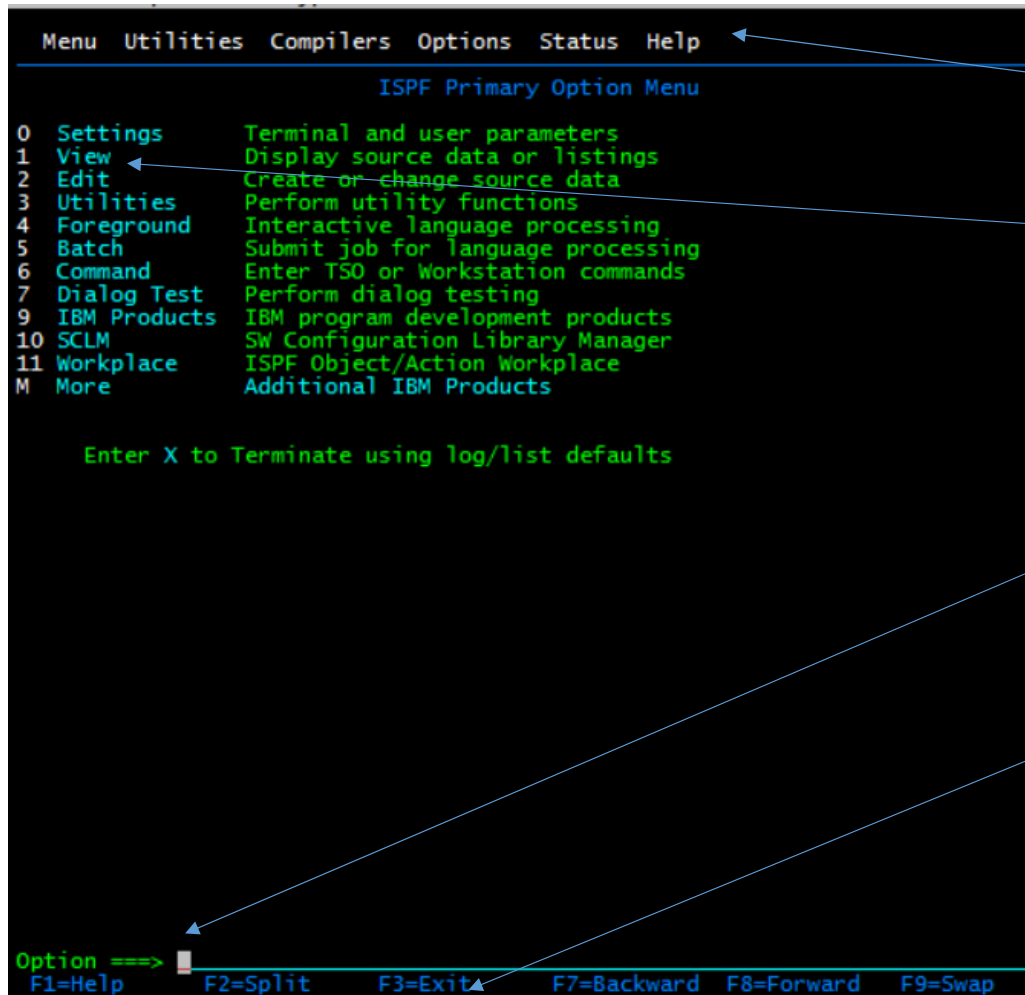 Menu Utilities Compilers Options Status Help
ISPF Primary Option Menu
0 Settings Terminal and user parameters
1 View Display source data or listings
2 Edit Create or change source data
3 Utilities Perform utility functions
4 Foreground Interactive language processing
5 Batch Submit job for language processing
6 Command Enter TSO or Workstation commands
7 Dialog Test Perform dialog testing
9 IBM Products IBM program development products
10 SCLM SW Configuration Library Manager
11 Workplace ISPF Object/Action Workplace
M More Additional IBM Products
Enter X to Terminate using log/list defaults
Option ===>
F1=Help F2=Split F3=Exit F7=Backward F8=Forward F9=Swap